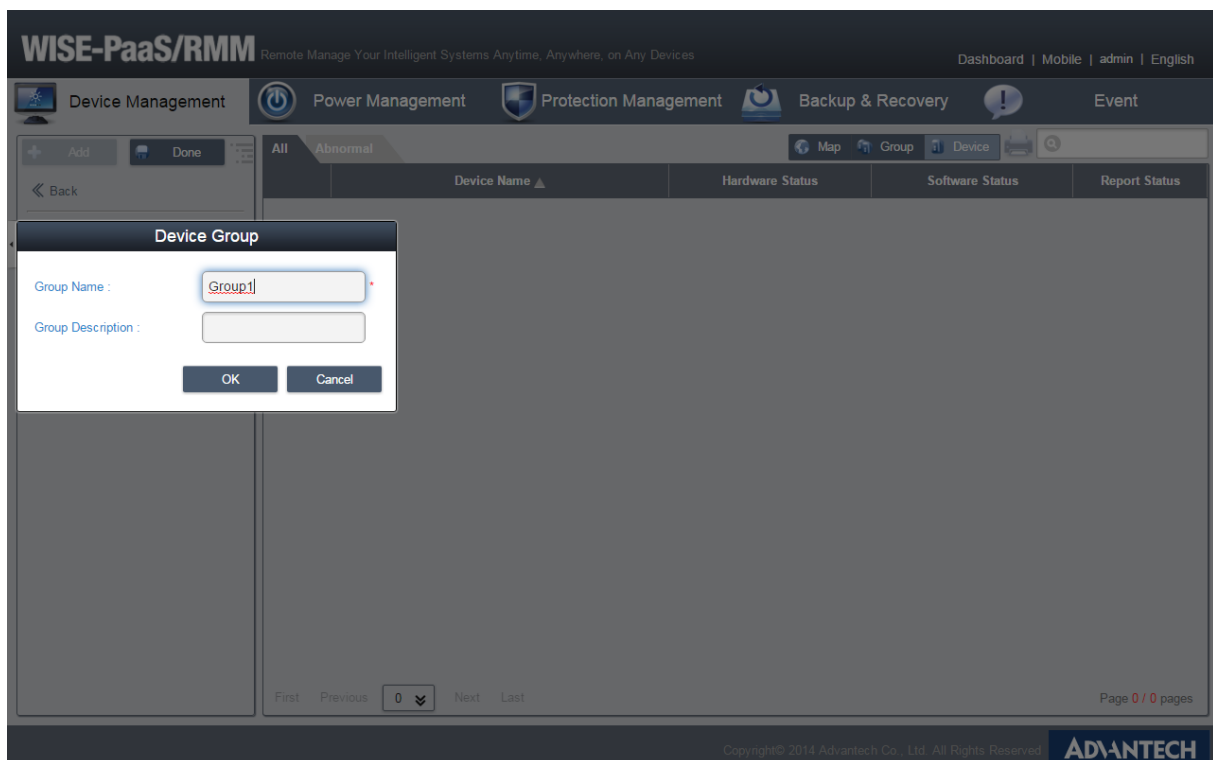 WISE-PaaS/RMM Remote Manage Your Intelligent Systems Anytime, Anywhere, on Any Devices
Dashboard | Mobile | admin | English
Device Management Power Management Protection Management Backup & Recovery Event
+ Add Done All Abnormal Map Group Device
Back
Device Name Hardware Status Software Status Report Status
Device Group
Group Name : Group1 *
Group Description :
OK Cancel
First Previous 0 Next Last Page 0 / 0 pages
Copyright© 2014 Advantech Co., Ltd. All Rights Reserved ADVANTECH